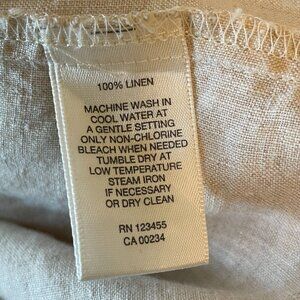 100% LINEN
MACHINE WASH IN
COOL WATER AT
A GENTLE SETTING
ONLY NON-CHLORINE
BLEACH WHEN NEEDED
TUMBLE DRY AT
LOW TEMPERATURE
STEAM IRON
IF NECESSARY
OR DRY CLEAN
RN 123455
CA 00234